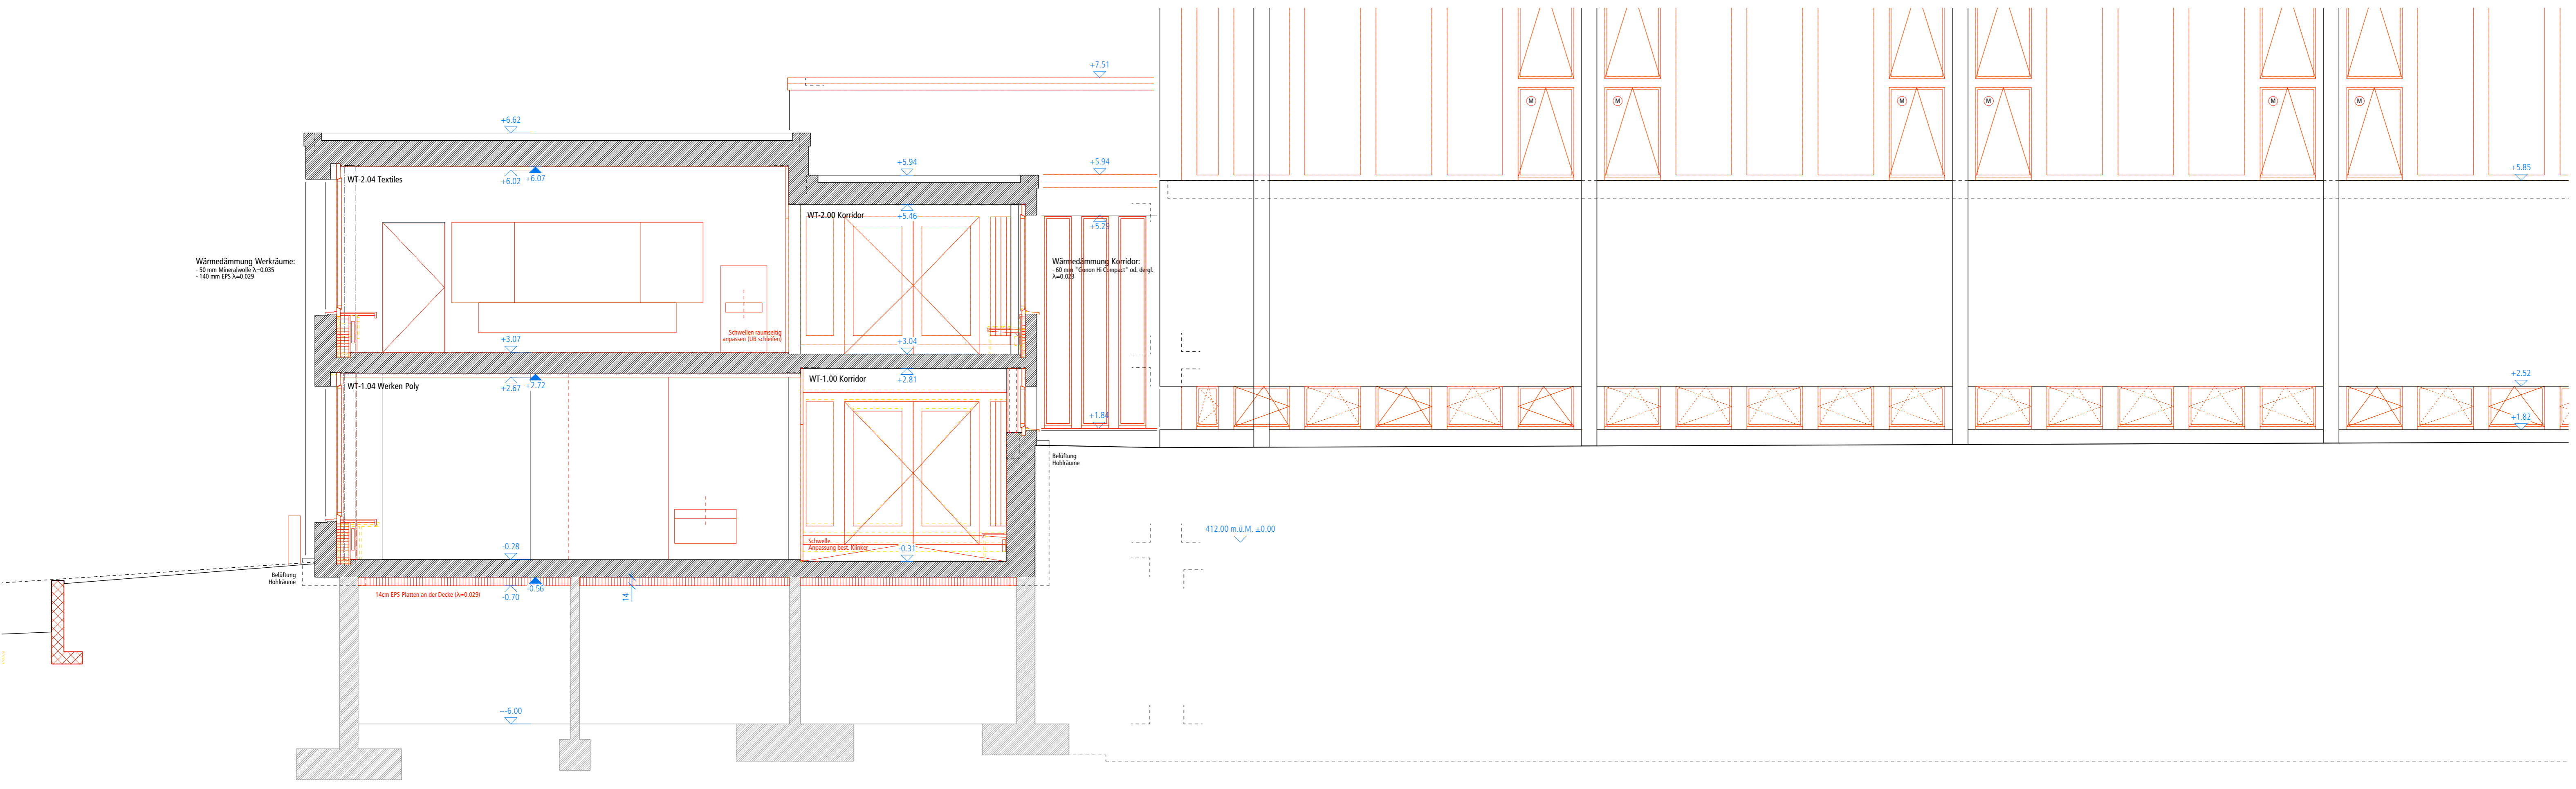 +7.51
M
M
M
M
M
M
+6.62
+5.94
+5.94
+5.85
WT-2.04 Textiles
+6.02
+6.07
WT-2.00 Korridor
+5.46
+5.29
Wärmedämmung Werkräume:
- 50 mm Mineralwolle λ=0.035
- 140 mm EPS λ=0.029
Wärmedämmung Korridor:
- 60 mm "Gonon Hi Compact" od. dergl.
λ=0.023
Schwellen raumseitig
anpassen (UB schleifen)
+3.07
+3.04
+2.52
WT-1.04 Werken Poly
+2.67
+2.72
WT-1.00 Korridor
+2.81
+1.84
+1.82
Belüftung
Hohlräume
412.00 m.ü.M. ±0.00
Schwelle
Anpassung best. Klinker
-0.28
-0.31
Belüftung
Hohlräume
14cm EPS-Platten an der Decke (λ=0.029)
-0.70
-0.56
14
~-6.00